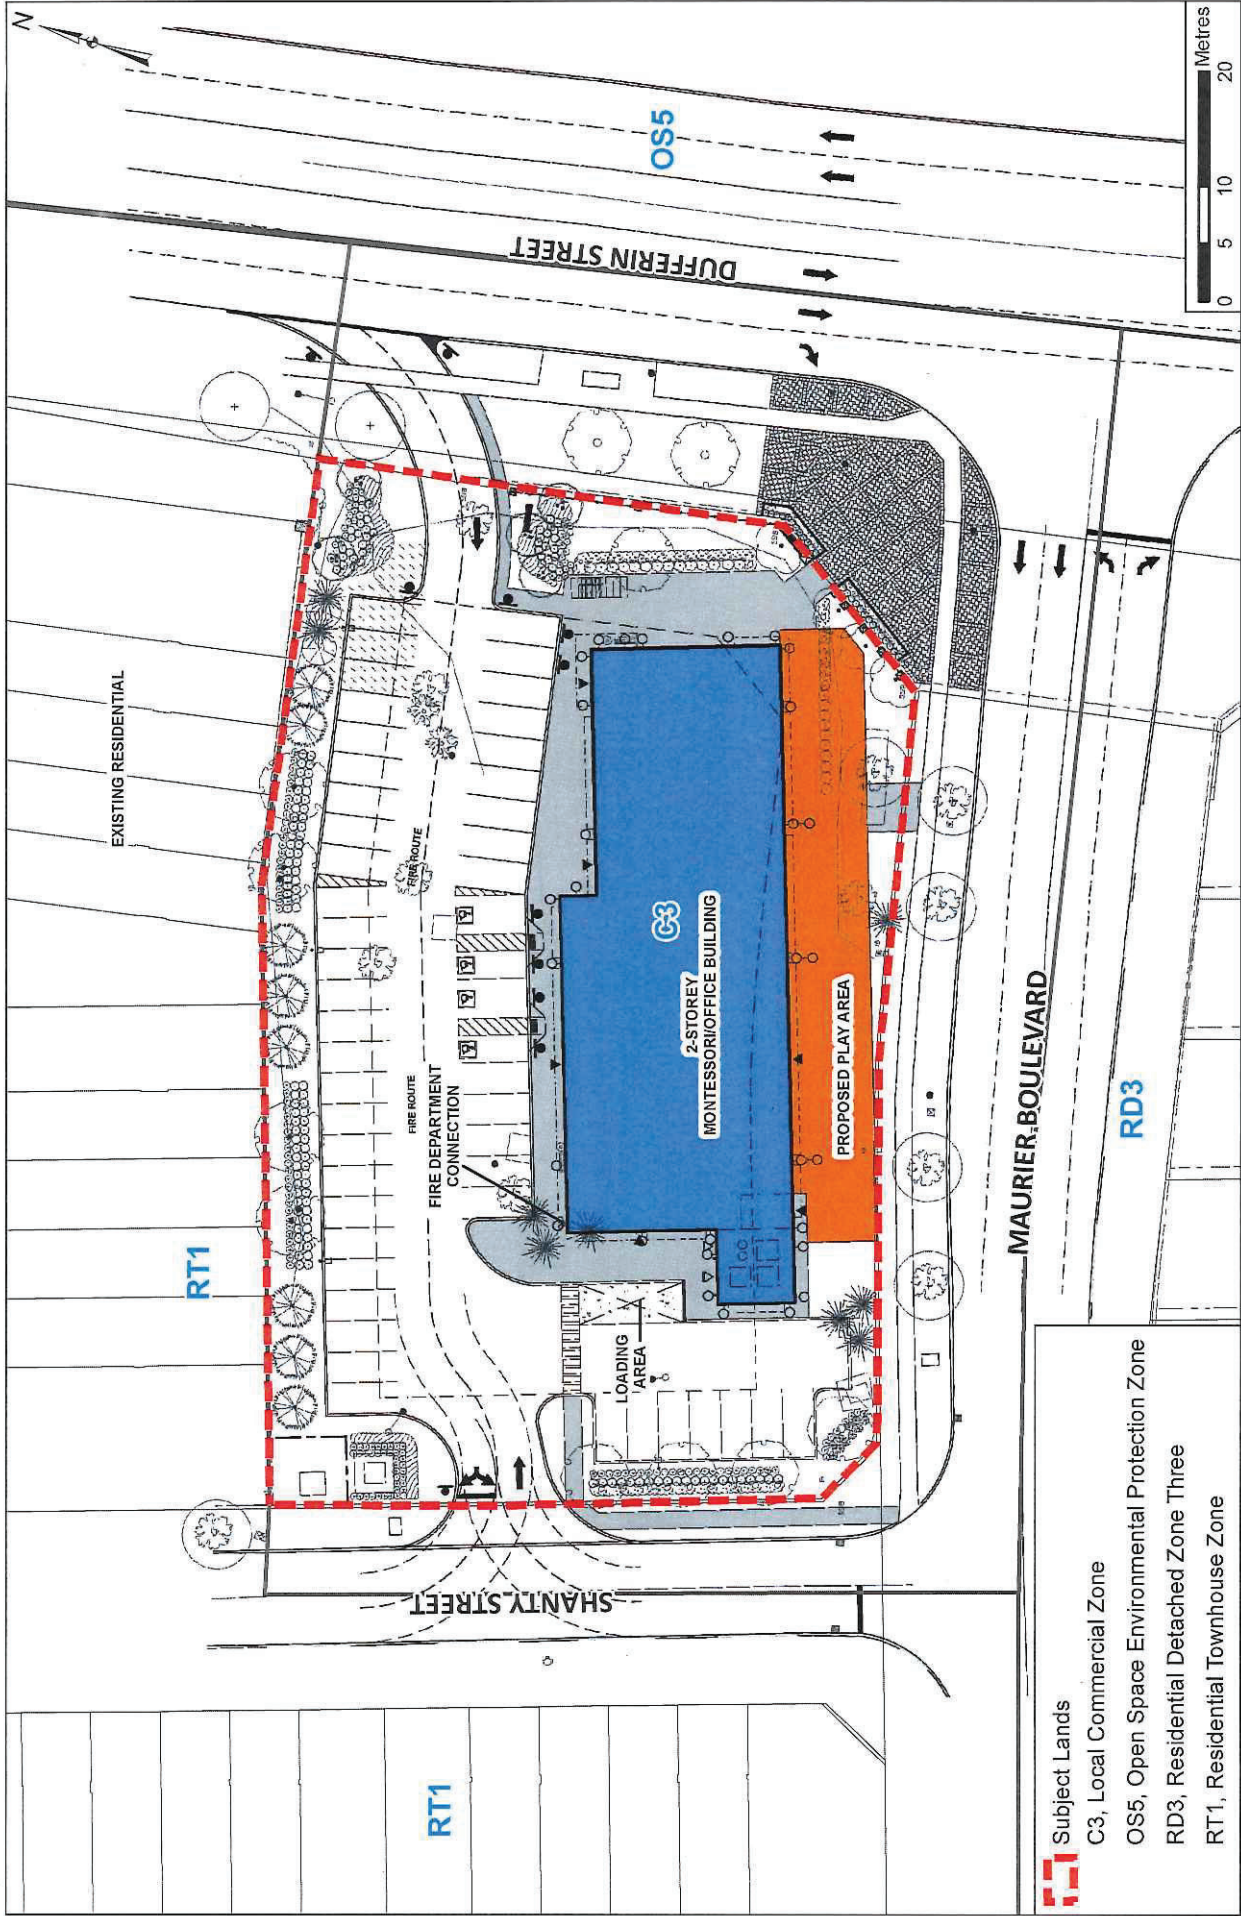 N
OS5
DUFFERIN STREET
EXISTING RESIDENTIAL
RT1
FIRE ROUTE
FIRE ROUTE
FIRE DEPARTMENT
CONNECTION
C3
2-STOREY
MONTESSORI/OFFICE BUILDING
PROPOSED PLAY AREA
LOADING
AREA
SHANTY STREET
MAURIER BOULEVARD
RD3
RT1
Metres
0 5 10 20
Subject Lands
C3, Local Commercial Zone
OS5, Open Space Environmental Protection Zone
RD3, Residential Detached Zone Three
RT1, Residential Townhouse Zone